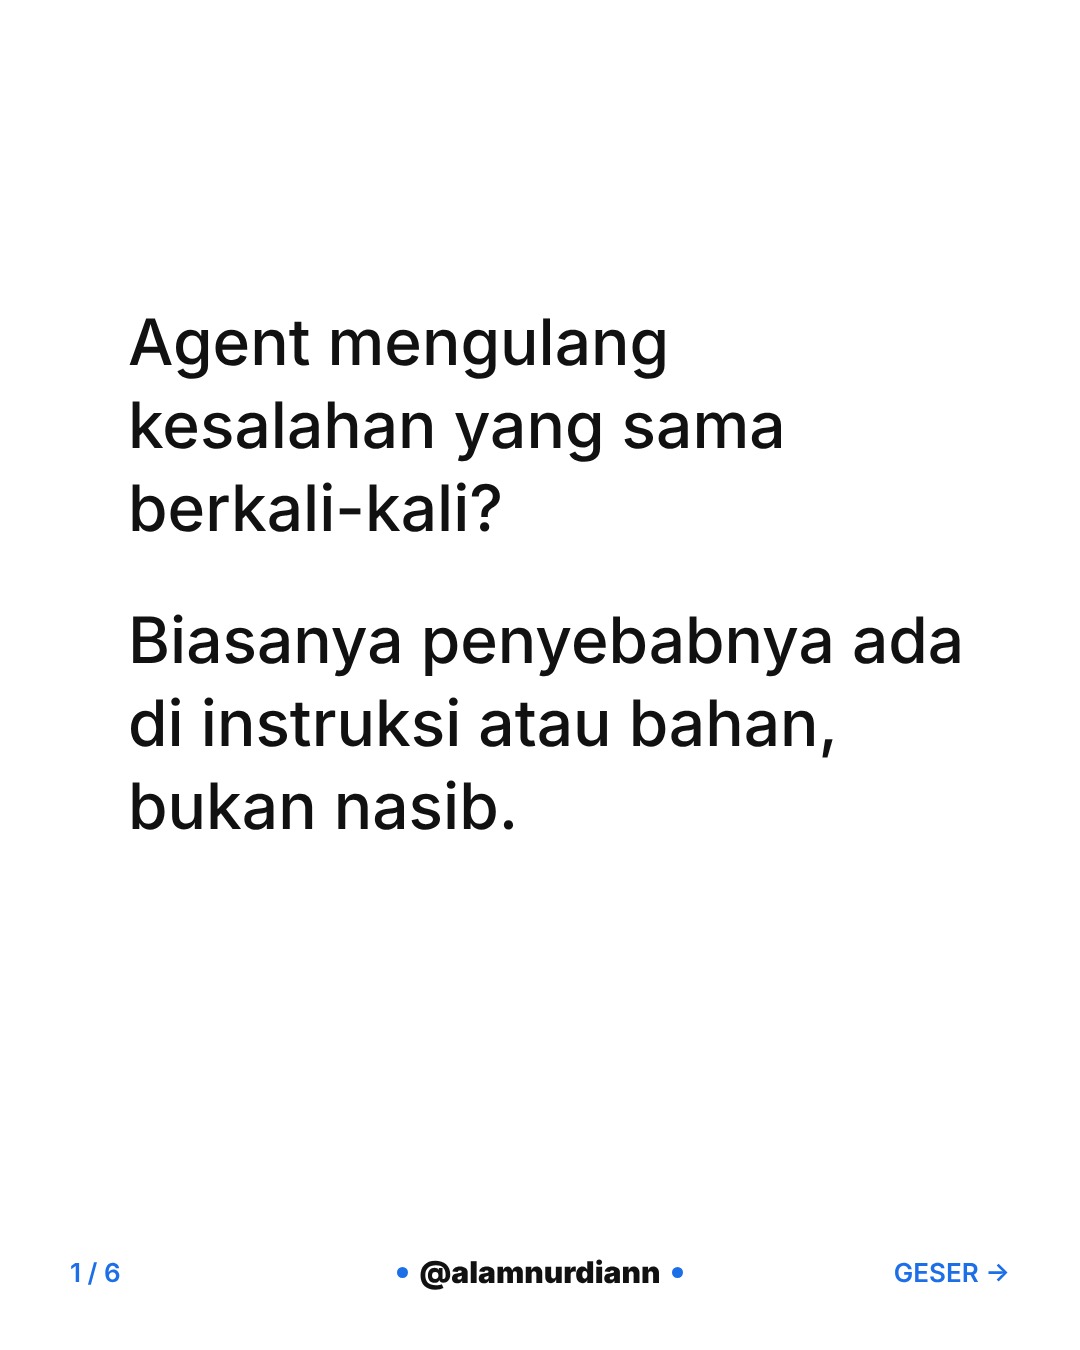 Agent mengulang
kesalahan yang sama
berkali-kali?
Biasanya penyebabnya ada
di instruksi atau bahan,
bukan nasib.
1 / 6
• @alamnurdiann •
GESER →